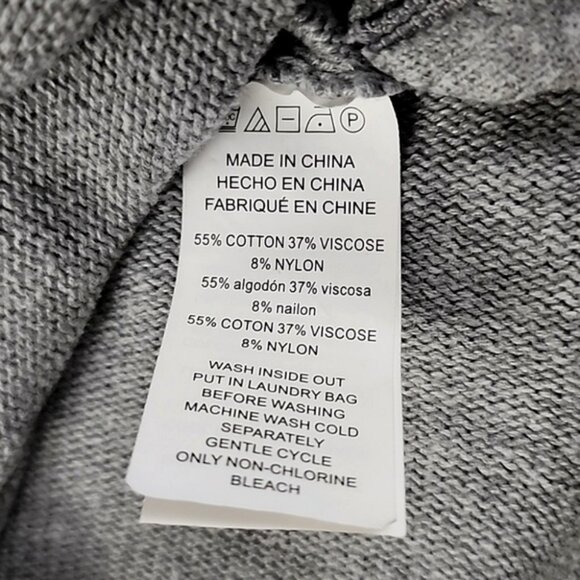 P
MADE IN CHINA
HECHO EN CHINA
FABRIQUÉ EN CHINE
55% COTTON 37% VISCOSE
8% NYLON
55% algodón 37% viscosa
8% nailon
55% COTON 37% VISCOSE
8% NYLON
WASH INSIDE OUT
PUT IN LAUNDRY BAG
BEFORE WASHING
MACHINE WASH COLD
SEPARATELY
GENTLE CYCLE
ONLY NON-CHLORINE
BLEACH